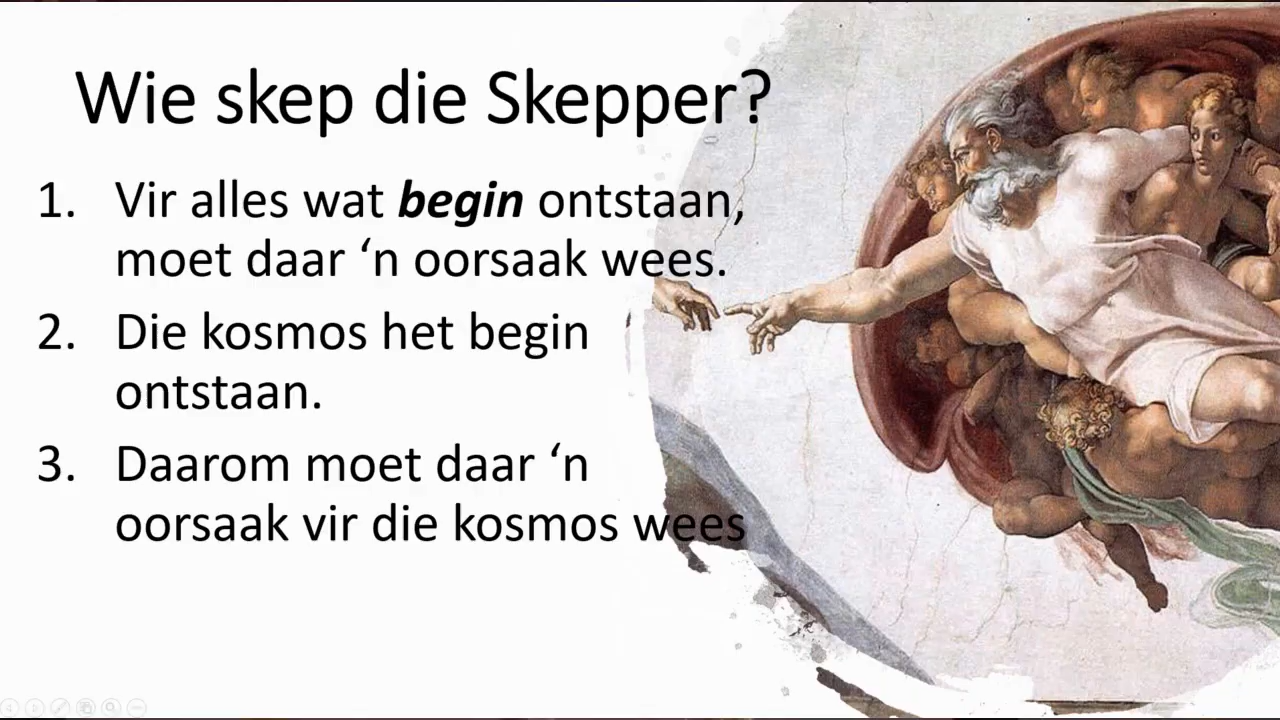 Wie skep die Skepper?
1. Vir alles wat begin ontstaan,
moet daar ‘n oorsaak wees.
2. Die kosmos het begin
ontstaan.
3. Daarom moet daar ‘n
oorsaak vir die kosmos wees